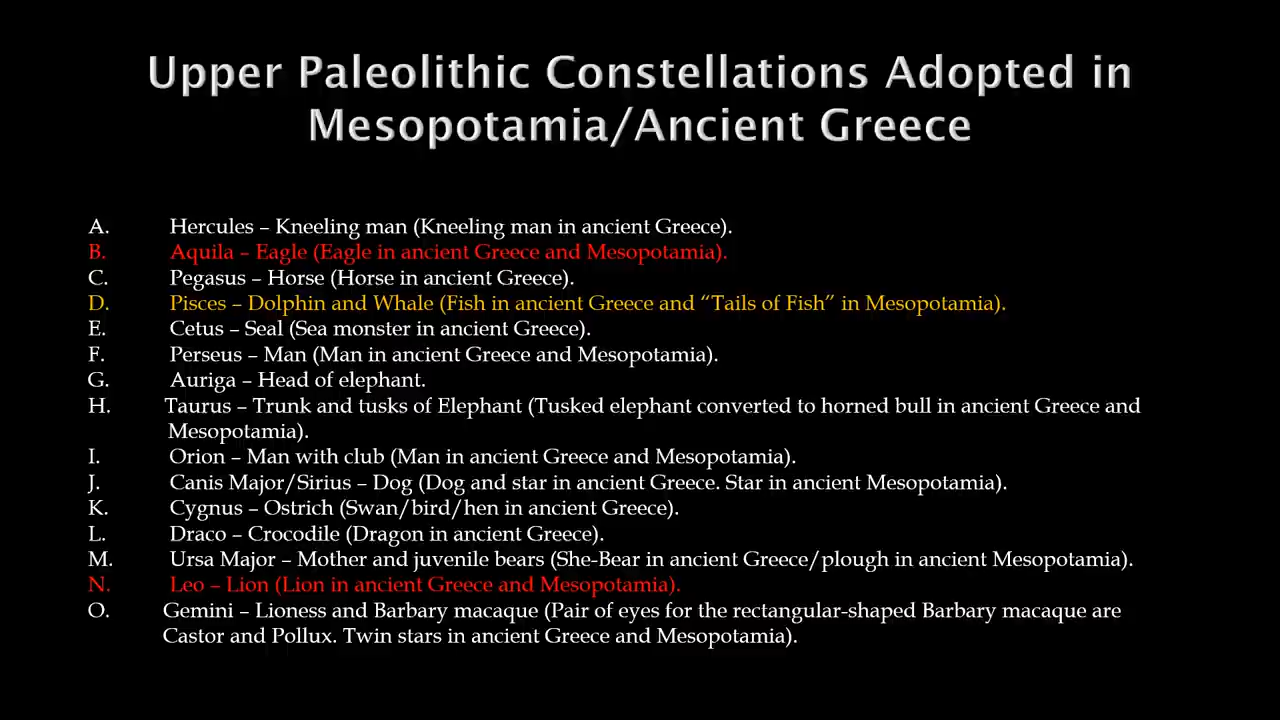 Upper Paleolithic Constellations Adopted in
Mesopotamia/Ancient Greece
A. Hercules – Kneeling man (Kneeling man in ancient Greece).
B. Aquila – Eagle (Eagle in ancient Greece and Mesopotamia).
C. Pegasus – Horse (Horse in ancient Greece).
D. Pisces – Dolphin and Whale (Fish in ancient Greece and “Tails of Fish” in Mesopotamia).
E. Cetus – Seal (Sea monster in ancient Greece).
F. Perseus – Man (Man in ancient Greece and Mesopotamia).
G. Auriga – Head of elephant.
H. Taurus – Trunk and tusks of Elephant (Tusked elephant converted to horned bull in ancient Greece and
Mesopotamia).
I. Orion – Man with club (Man in ancient Greece and Mesopotamia).
J. Canis Major/Sirius – Dog (Dog and star in ancient Greece. Star in ancient Mesopotamia).
K. Cygnus – Ostrich (Swan/bird/hen in ancient Greece).
L. Draco – Crocodile (Dragon in ancient Greece).
M. Ursa Major – Mother and juvenile bears (She-Bear in ancient Greece/plough in ancient Mesopotamia).
N. Leo – Lion (Lion in ancient Greece and Mesopotamia).
O. Gemini – Lioness and Barbary macaque (Pair of eyes for the rectangular-shaped Barbary macaque are
Castor and Pollux. Twin stars in ancient Greece and Mesopotamia).